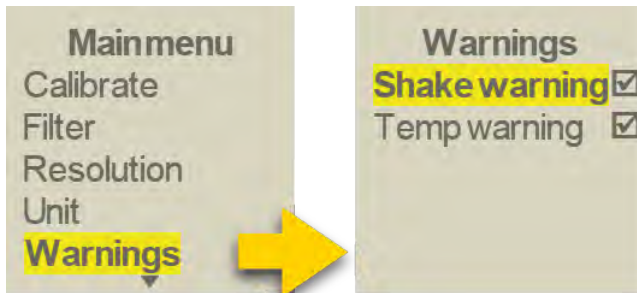 Mainmenu
Calibrate
Filter
Resolution
Unit
Warnings
Warnings
Shake warning
Temp warning